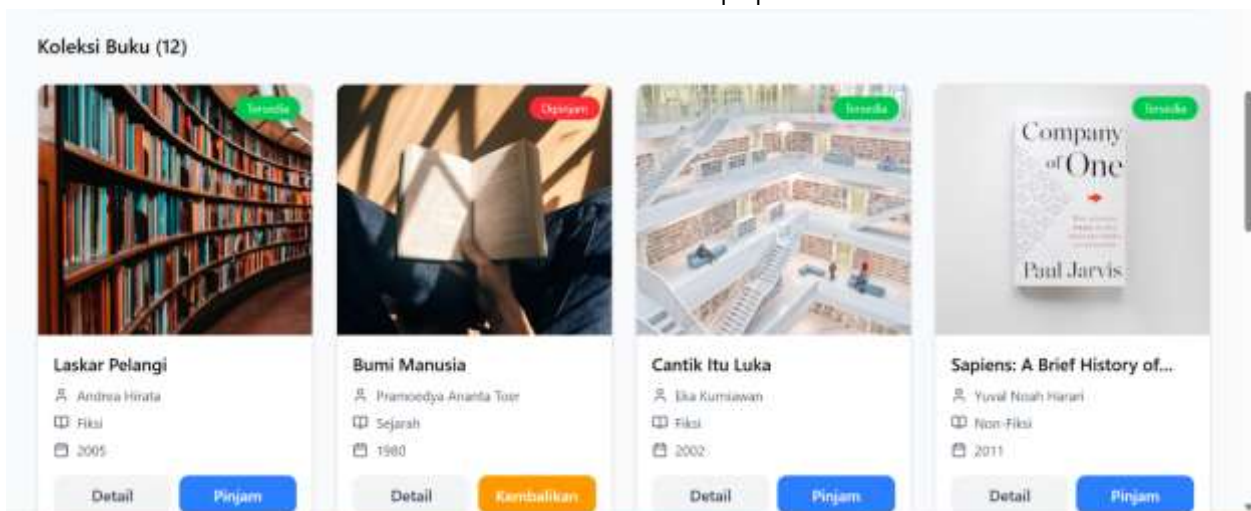 Koleksi Buku (12)
Tersedia
Dipinjam
Tersedia
Tersedia
Company
of One
Paul Jarvis
Laskar Pelangi
Andrea Hirata
Fiksi
2005
Detail
Pinjam
Bumi Manusia
Pramoedya Ananta Toer
Sejarah
1980
Detail
Kembalikan
Cantik Itu Luka
Eka Kurniawan
Fiksi
2002
Detail
Pinjam
Sapiens: A Brief History of...
Yuval Noah Harari
Non-Fiksi
2011
Detail
Pinjam